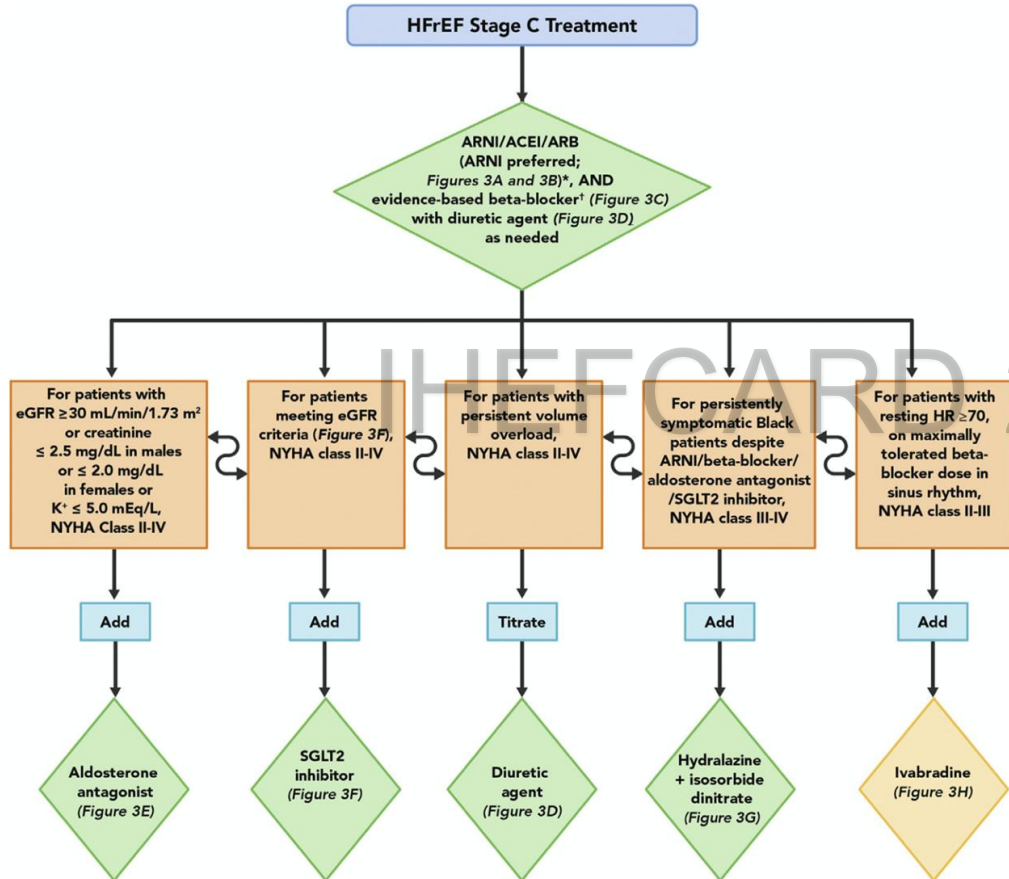 HFrEF Stage C Treatment
ARNI/ACEI/ARB
(ARNI preferred;
Figures 3A and 3B)*, AND
evidence-based beta-blocker† (Figure 3C)
with diuretic agent (Figure 3D)
as needed
For patients with
eGFR ≥30 mL/min/1.73 m²
or creatinine
≤ 2.5 mg/dL in males
or ≤ 2.0 mg/dL
in females or
K⁺ ≤ 5.0 mEq/L,
NYHA Class II-IV
For patients
meeting eGFR
criteria (Figure 3F),
NYHA class II-IV
For patients with
persistent volume
overload,
NYHA class II-IV
For persistently
symptomatic Black
patients despite
ARNI/beta-blocker/
aldosterone antagonist
/SGLT2 inhibitor,
NYHA class III-IV
For patients with
resting HR ≥70,
on maximally
tolerated beta-
blocker dose in
sinus rhythm,
NYHA class II-III
IHEFCARD
Add
Add
Titrate
Add
Add
Aldosterone
antagonist
(Figure 3E)
SGLT2
inhibitor
(Figure 3F)
Diuretic
agent
(Figure 3D)
Hydralazine
+ isosorbide
dinitrate
(Figure 3G)
Ivabradine
(Figure 3H)